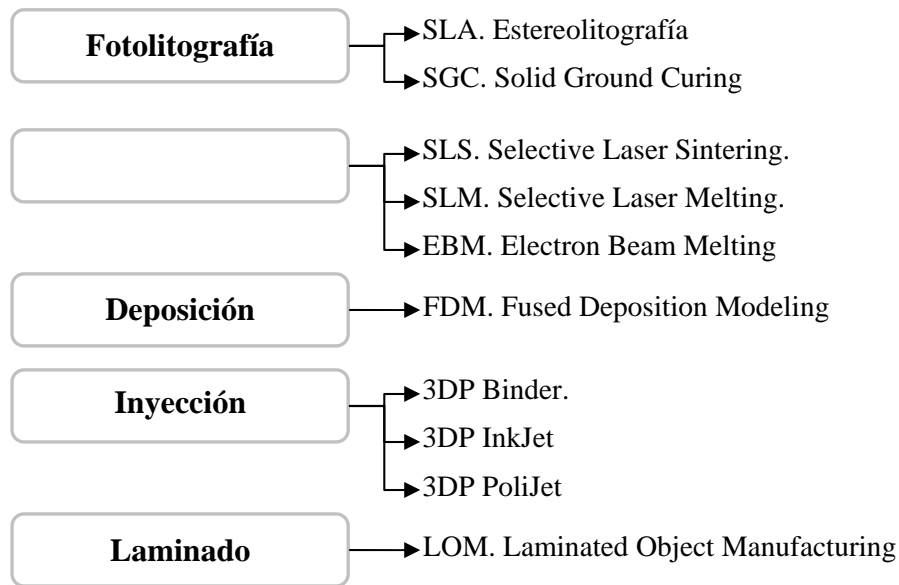 Fotolitografía
SLA. Estereolitografía
SGC. Solid Ground Curing
SLS. Selective Laser Sintering.
SLM. Selective Laser Melting.
EBM. Electron Beam Melting
Deposición
FDM. Fused Deposition Modeling
Inyección
3DP Binder.
3DP InkJet
3DP PoliJet
Laminado
LOM. Laminated Object Manufacturing